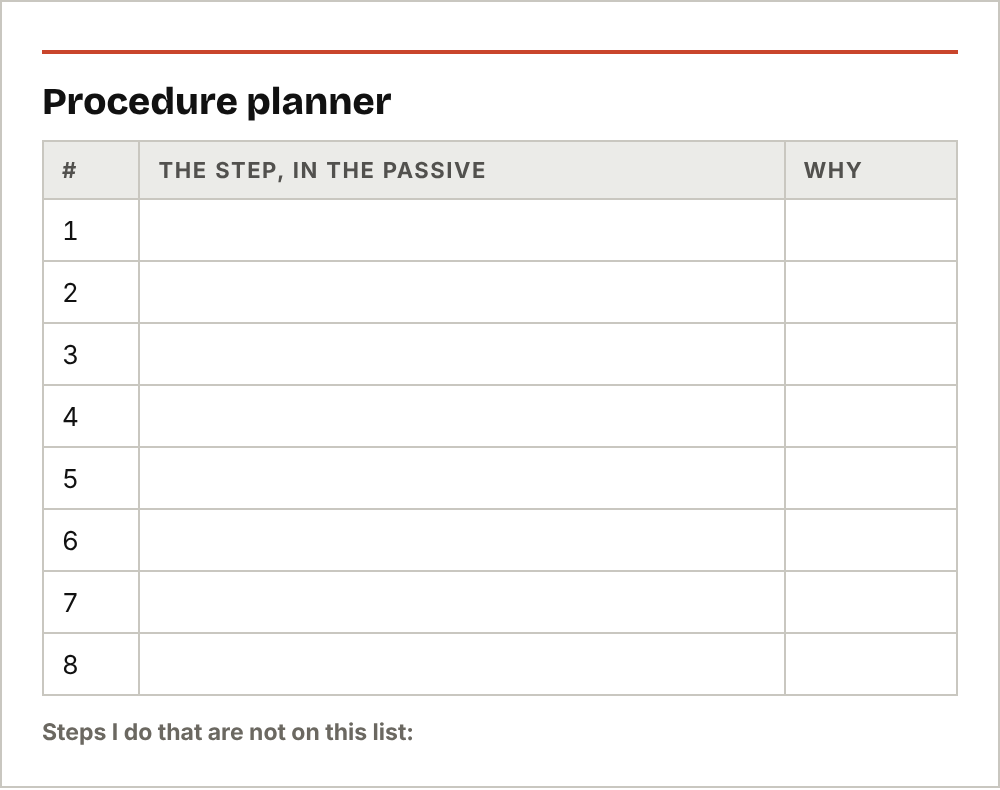 Procedure planner
# THE STEP, IN THE PASSIVE WHY
1
2
3
4
5
6
7
8
Steps I do that are not on this list: